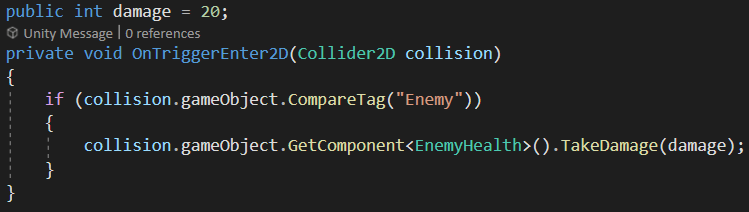 public int damage = 20;
Unity Message | 0 references
private void OnTriggerEnter2D(Collider2D collision)
{
    if (collision.gameObject.CompareTag("Enemy"))
    {
        collision.gameObject.GetComponent<EnemyHealth>().TakeDamage(damage);
    }
}